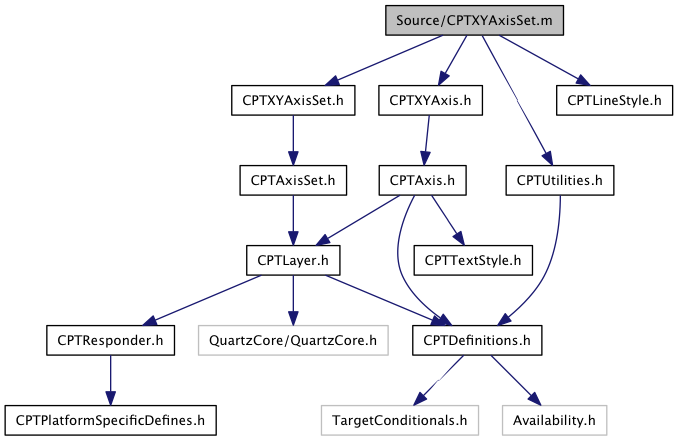 Source/CPTXYAxisSet.m
CPTXYAxisSet.h
CPTXYAxis.h
CPTLineStyle.h
CPTAxisSet.h
CPTAxis.h
CPTUtilities.h
CPTLayer.h
CPTTextStyle.h
CPTResponder.h
QuartzCore/QuartzCore.h
CPTDefinitions.h
CPTPlatformSpecificDefines.h
TargetConditionals.h
Availability.h